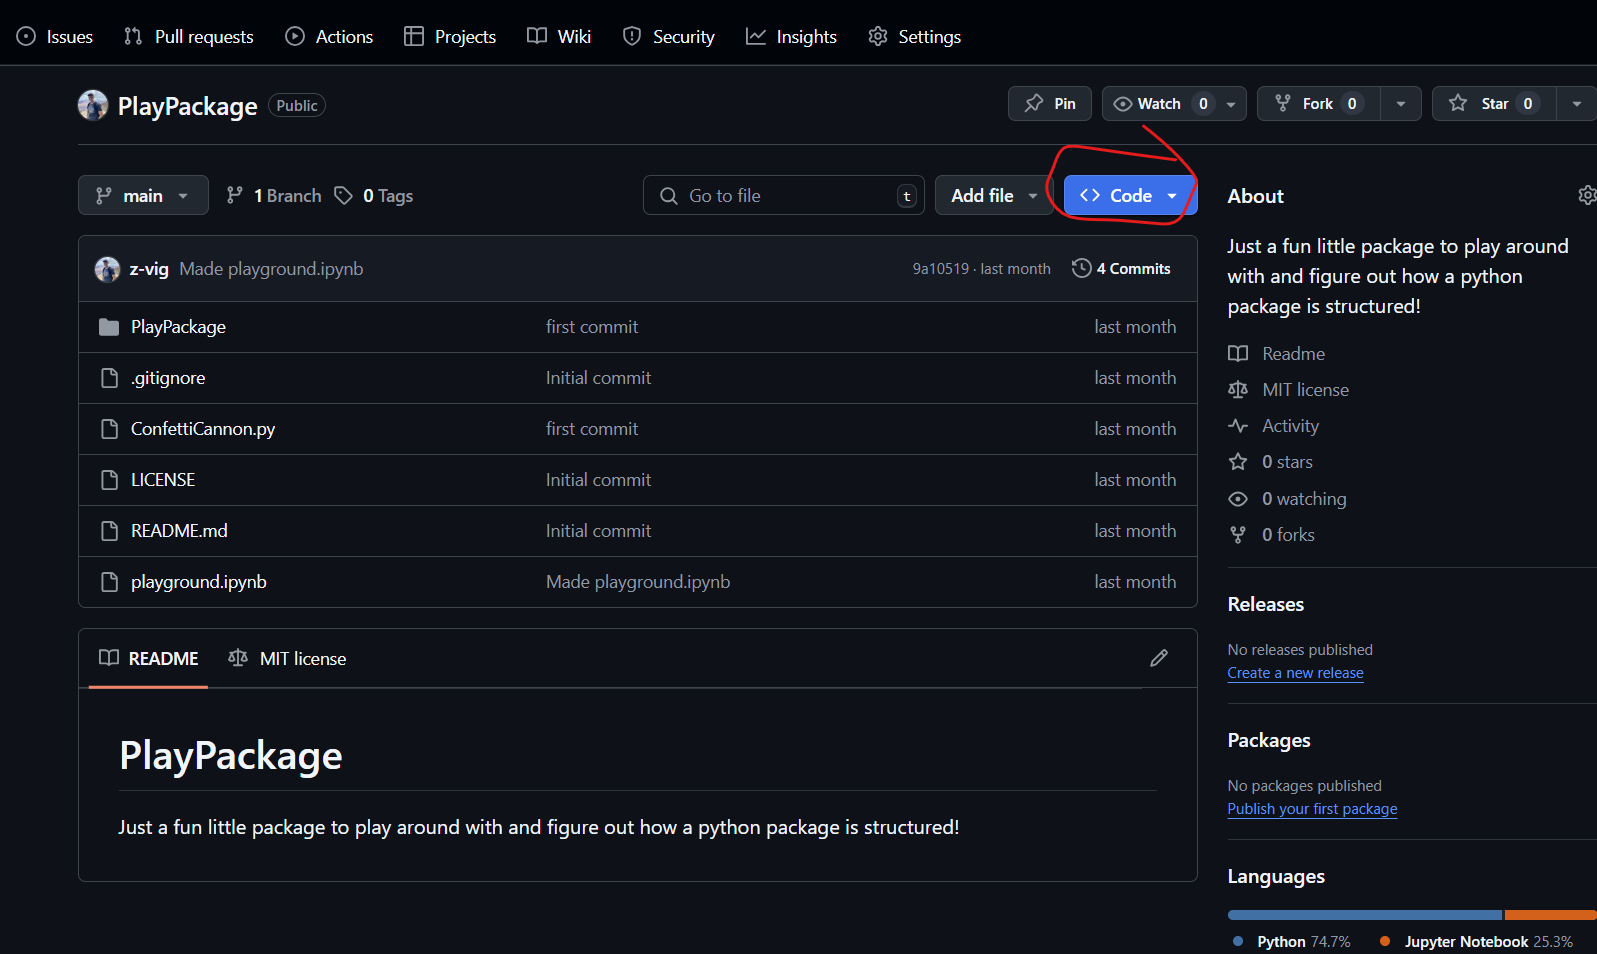 Issues Pull requests Actions Projects Wiki Security Insights Settings
PlayPackage Public Pin Watch 0 Fork 0 Star 0
main 1 Branch 0 Tags Go to file t Add file <> Code
z-vig Made playground.ipynb 9a10519 · last month 4 Commits
PlayPackage first commit last month
.gitignore Initial commit last month
ConfettiCannon.py first commit last month
LICENSE Initial commit last month
README.md Initial commit last month
playground.ipynb Made playground.ipynb last month
README MIT license
PlayPackage
Just a fun little package to play around with and figure out how a python package is structured!
About
Just a fun little package to play around
with and figure out how a python
package is structured!
Readme
MIT license
Activity
0 stars
0 watching
0 forks
Releases
No releases published
Create a new release
Packages
No packages published
Publish your first package
Languages
Python 74.7% Jupyter Notebook 25.3%